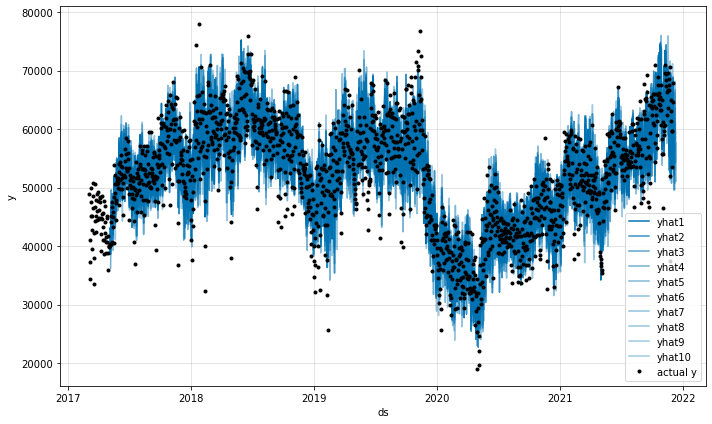 80000
70000
60000
50000
40000
30000
20000
y
2017
2018
2019
2020
2021
2022
ds
yhat1
yhat2
yhat3
yhat4
yhat5
yhat6
yhat7
yhat8
yhat9
yhat10
actual y